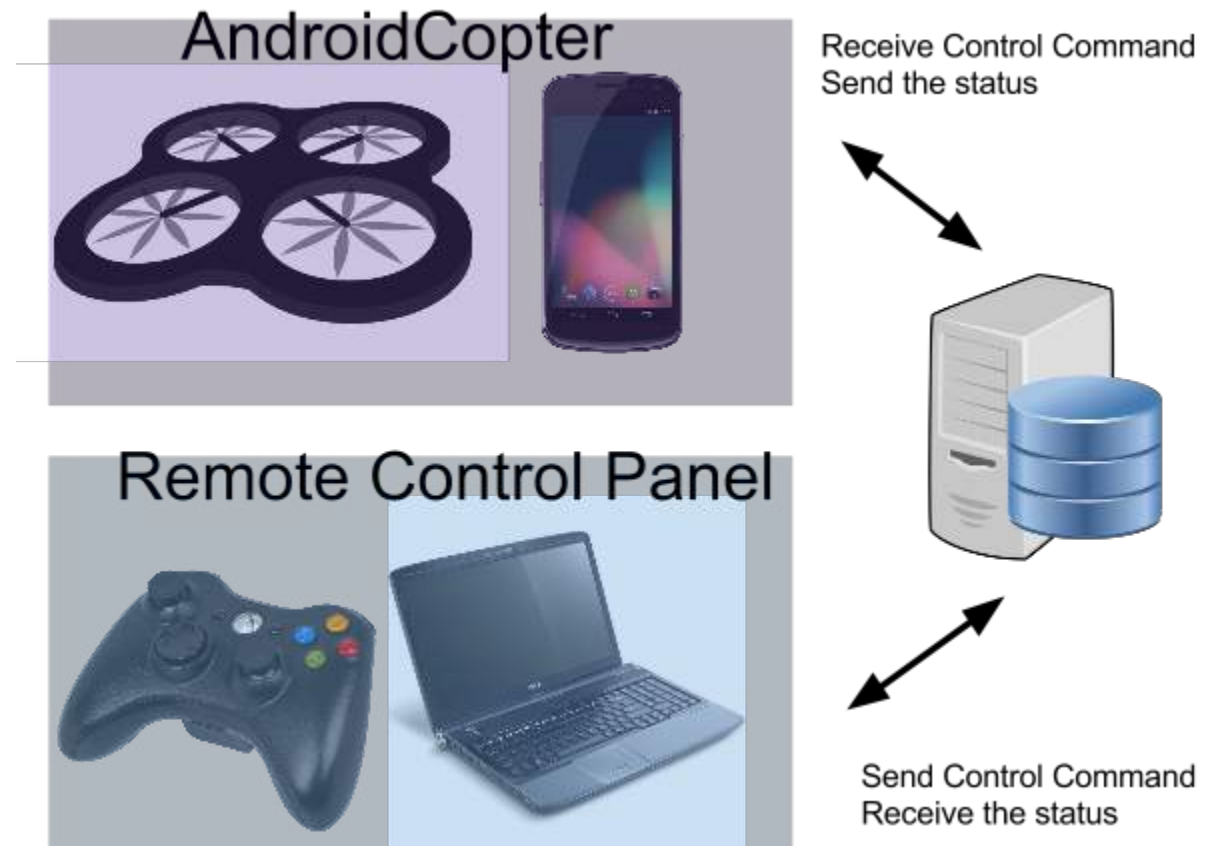 AndroidCopter
Receive Control Command
Send the status
Remote Control Panel
Send Control Command
Receive the status